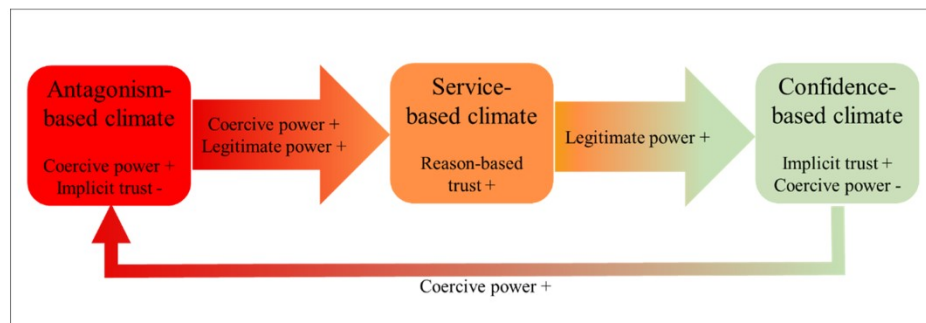 Antagonism-
based climate
Coercive power +
Implicit trust -
Coercive power +
Legitimate power +
Service-
based climate
Reason-based
trust +
Legitimate power +
Confidence-
based climate
Implicit trust +
Coercive power -
Coercive power +